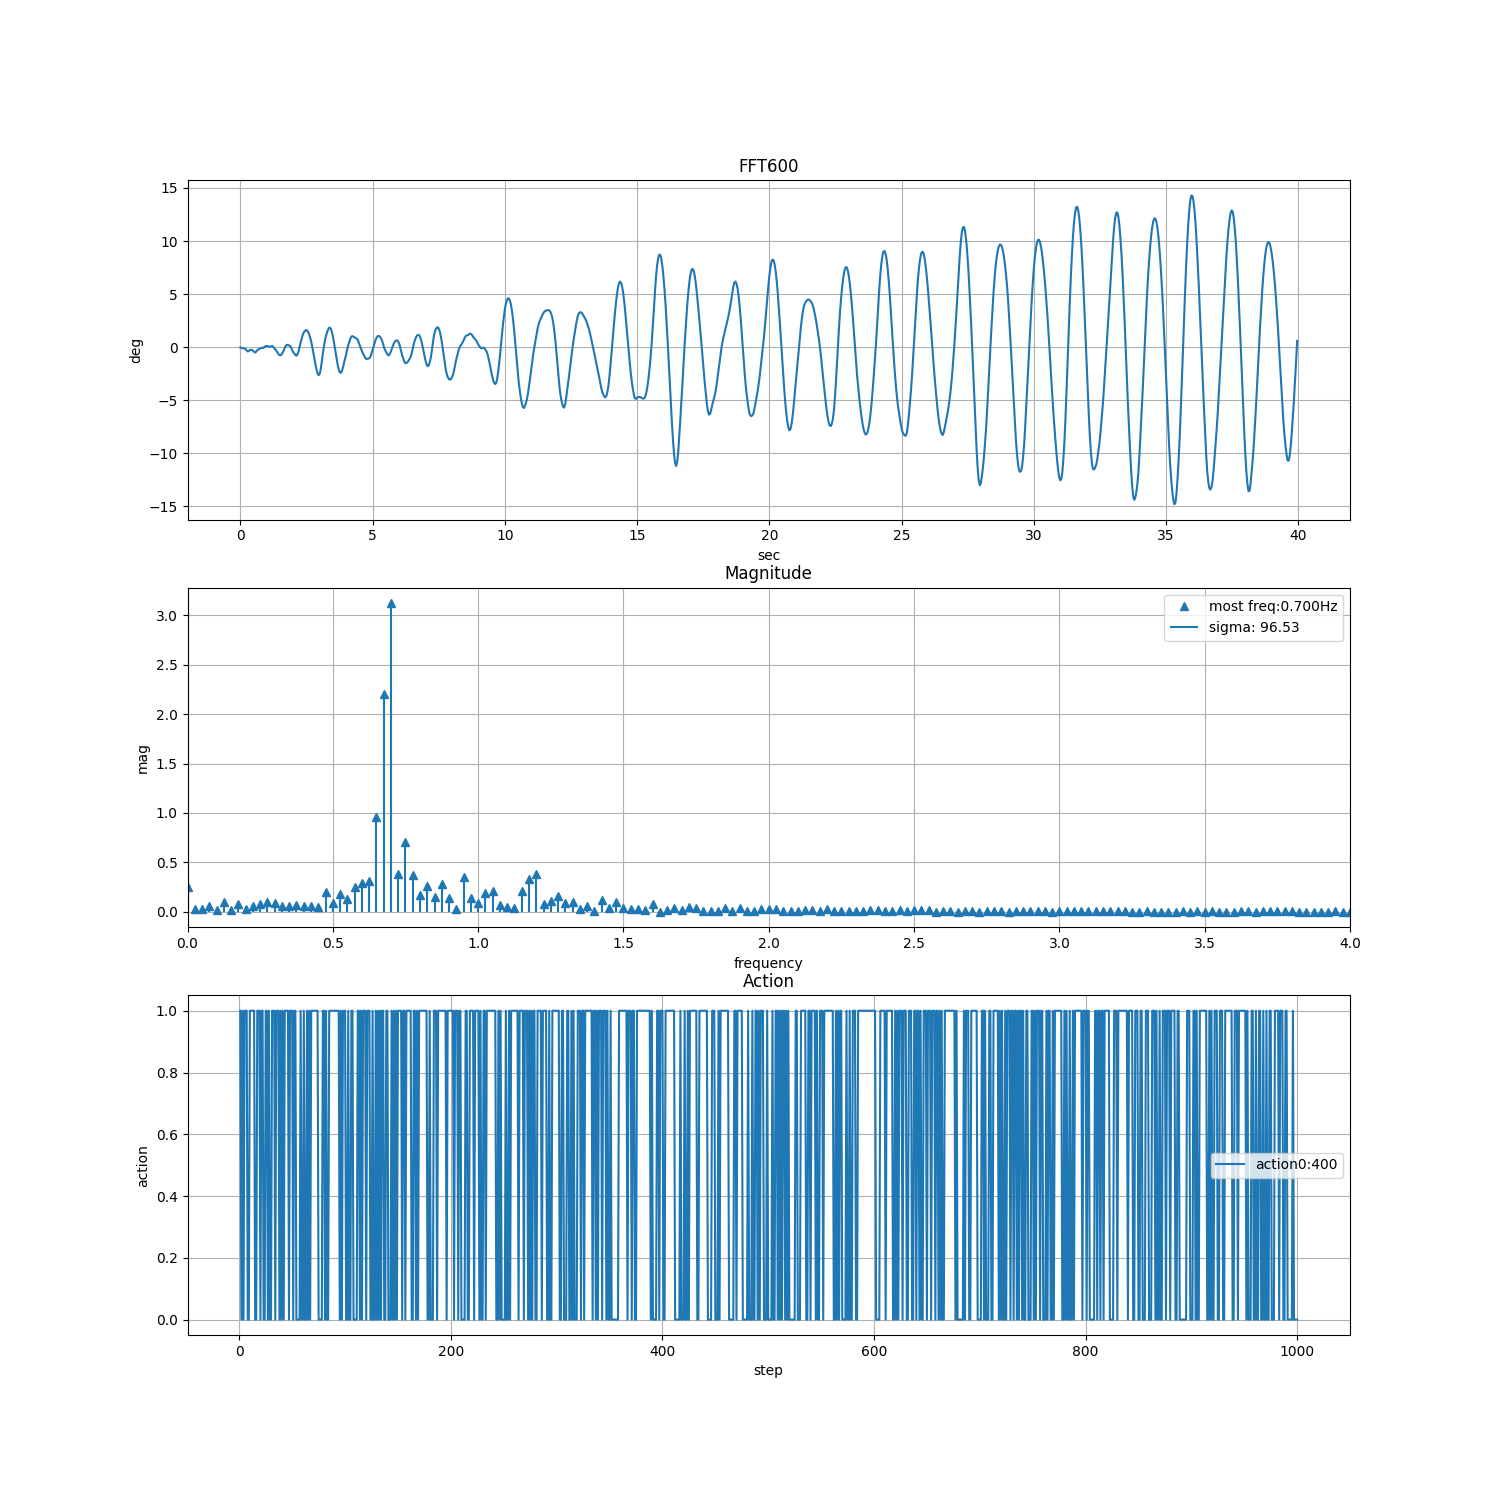 FFT600
15
10
5
0
−5
−10
−15
deg
0 5 10 15 20 25 30 35 40
sec
Magnitude
3.0
2.5
2.0
1.5
1.0
0.5
0.0
mag
most freq:0.700Hz
sigma: 96.53
0.0 0.5 1.0 1.5 2.0 2.5 3.0 3.5 4.0
frequency
Action
1.0
0.8
0.6
0.4
0.2
0.0
action
action0:400
0 200 400 600 800 1000
step